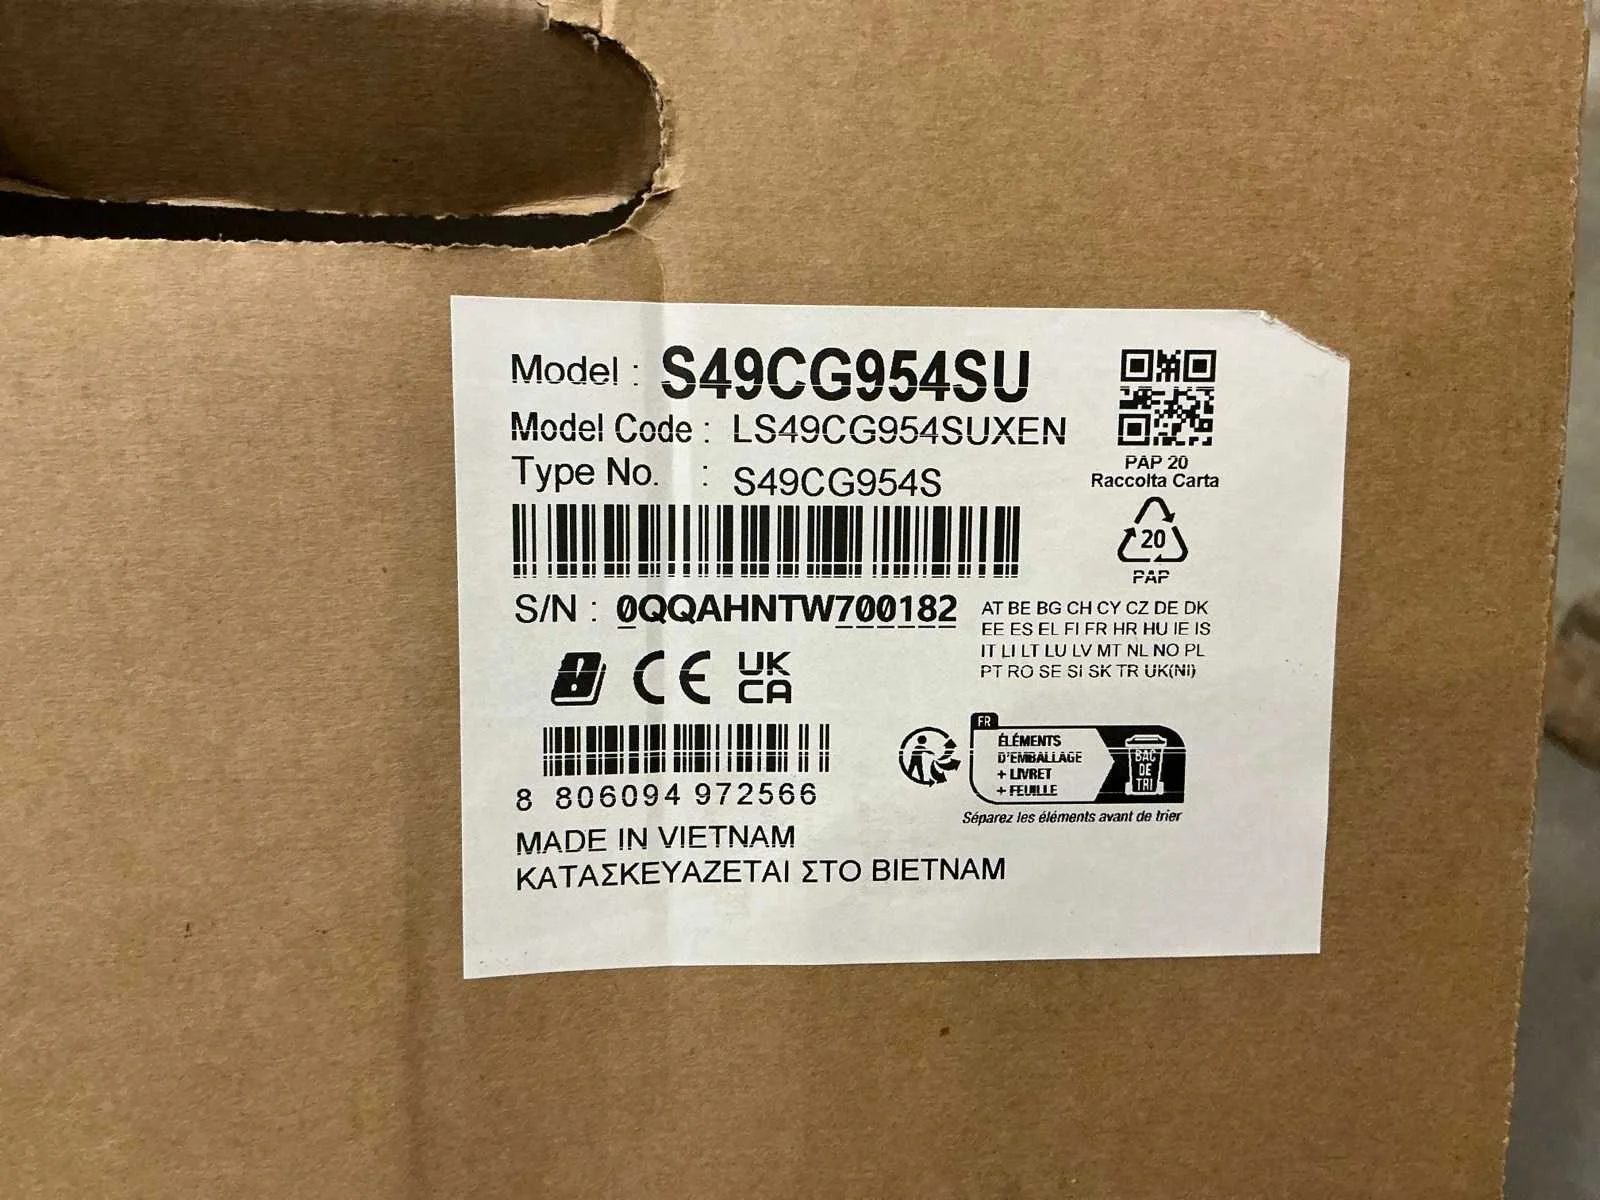 Model : S49CG954SU
Model Code : LS49CG954SUXEN
Type No. : S49CG954S
PAP 20
Raccolta Carta
20
PAP
S/N : 0QQAHNTW700182
AT BE BG CH CY CZ DE DK
EE ES EL FI FR HR HU IE IS
IT LI LT LU LV MT NL NO PL
PT RO SE SI SK TR UK(NI)
CE UK
CA
8 806094 972566
FR
ÉLÉMENTS
D'EMBALLAGE
+ LIVRET
+ FEUILLE
BAC
DE
TRI
Séparez les éléments avant de trier
MADE IN VIETNAM
ΚΑΤΑΣΚΕΥΑΖΕΤΑΙ ΣΤΟ ΒΙΕΤΝΑΜ